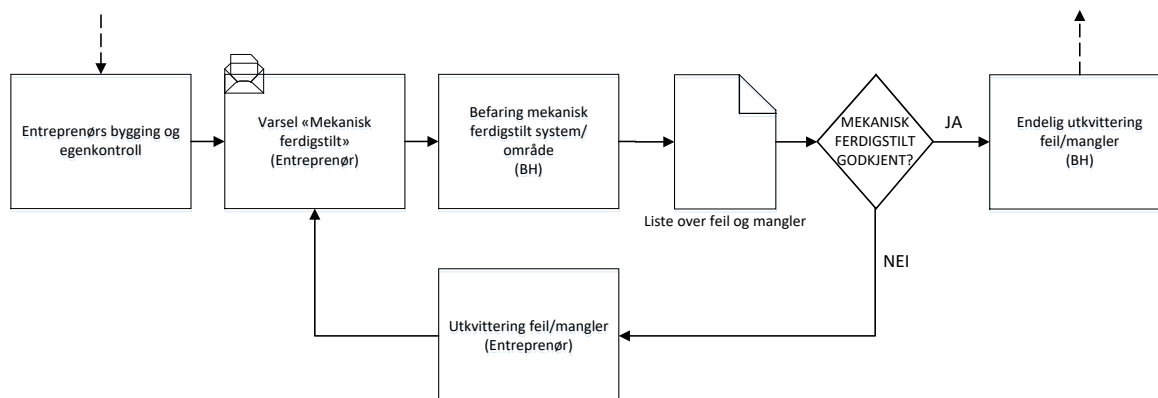 Entreprenørs bygging og
egenkontroll
Varsel «Mekanisk
ferdigstilt»
(Entreprenør)
Befaring mekanisk
ferdigstilt system/
område
(BH)
Liste over feil og mangler
MEKANISK
FERDIGSTILT
GODKJENT?
JA
Endelig utkvittering
feil/mangler
(BH)
NEI
Utkvittering feil/mangler
(Entreprenør)